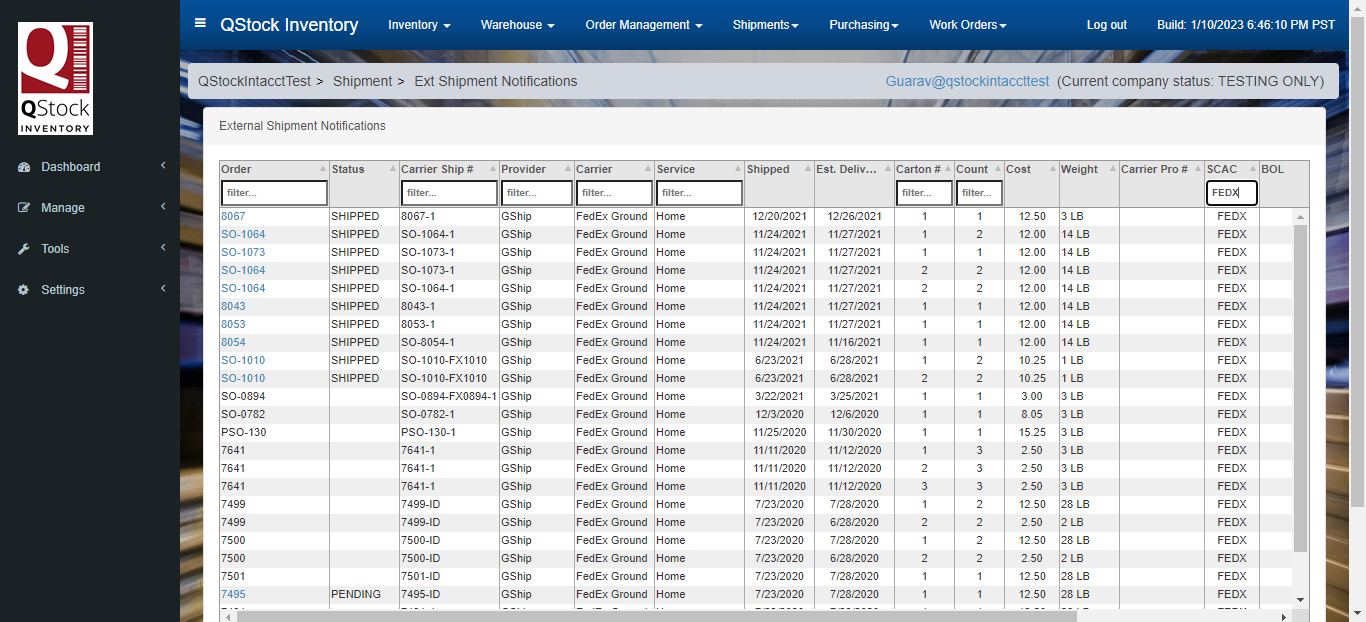 QStock Inventory Inventory Warehouse Order Management Shipments Purchasing Work Orders Log out Build: 1/10/2023 6:46:10 PM PST
Q
QStock
INVENTORY
QStockIntacctTest > Shipment > Ext Shipment Notifications Guarav@qstockintaccttest (Current company status: TESTING ONLY)
Dashboard
Manage
Tools
Settings
External Shipment Notifications
Order Status Carrier Ship # Provider Carrier Service Shipped Est. Deliv... Carton # Count Cost Weight Carrier Pro # SCAC BOL
filter... filter... filter... filter... filter... filter... filter... FEDX
8067 SHIPPED 8067-1 GShip FedEx Ground Home 12/20/2021 12/26/2021 1 1 12.50 3 LB FEDX
SO-1064 SHIPPED SO-1064-1 GShip FedEx Ground Home 11/24/2021 11/27/2021 1 2 12.00 14 LB FEDX
SO-1073 SHIPPED SO-1073-1 GShip FedEx Ground Home 11/24/2021 11/27/2021 1 1 12.00 14 LB FEDX
SO-1064 SHIPPED SO-1073-1 GShip FedEx Ground Home 11/24/2021 11/27/2021 2 2 12.00 14 LB FEDX
SO-1064 SHIPPED SO-1064-1 GShip FedEx Ground Home 11/24/2021 11/27/2021 2 2 12.00 14 LB FEDX
8043 SHIPPED 8043-1 GShip FedEx Ground Home 11/24/2021 11/27/2021 1 1 12.00 14 LB FEDX
8053 SHIPPED 8053-1 GShip FedEx Ground Home 11/24/2021 11/27/2021 1 1 12.00 14 LB FEDX
8054 SHIPPED SO-8054-1 GShip FedEx Ground Home 11/24/2021 11/16/2021 1 1 12.00 14 LB FEDX
SO-1010 SHIPPED SO-1010-FX1010 GShip FedEx Ground Home 6/23/2021 6/28/2021 1 2 10.25 1 LB FEDX
SO-1010 SHIPPED SO-1010-FX1010 GShip FedEx Ground Home 6/23/2021 6/28/2021 2 2 10.25 1 LB FEDX
SO-0894 SO-0894-FX0894-1 GShip FedEx Ground Home 3/22/2021 3/25/2021 1 1 3.00 3 LB FEDX
SO-0782 SO-0782-1 GShip FedEx Ground Home 12/3/2020 12/6/2020 1 1 8.05 3 LB FEDX
PSO-130 PSO-130-1 GShip FedEx Ground Home 11/25/2020 11/30/2020 1 1 15.25 3 LB FEDX
7641 7641-1 GShip FedEx Ground Home 11/11/2020 11/12/2020 1 3 2.50 3 LB FEDX
7641 7641-1 GShip FedEx Ground Home 11/11/2020 11/12/2020 2 3 2.50 3 LB FEDX
7641 7641-1 GShip FedEx Ground Home 11/11/2020 11/12/2020 3 3 2.50 3 LB FEDX
7499 7499-ID GShip FedEx Ground Home 7/23/2020 7/28/2020 1 2 12.50 28 LB FEDX
7499 7499-ID GShip FedEx Ground Home 7/23/2020 6/28/2020 2 2 2.50 2 LB FEDX
7500 7500-ID GShip FedEx Ground Home 7/23/2020 7/28/2020 1 2 12.50 28 LB FEDX
7500 7500-ID GShip FedEx Ground Home 7/23/2020 6/28/2020 2 2 2.50 2 LB FEDX
7501 7501-ID GShip FedEx Ground Home 7/23/2020 7/28/2020 1 1 12.50 28 LB FEDX
7495 PENDING 7495-ID GShip FedEx Ground Home 7/23/2020 7/28/2020 1 1 12.50 28 LB FEDX